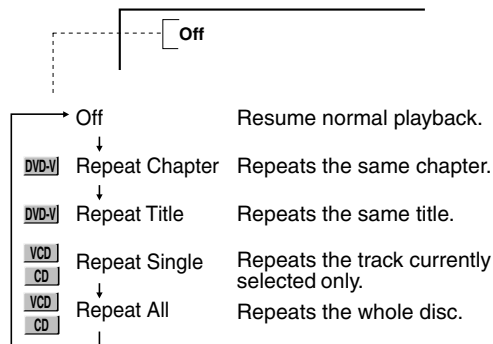 Off
Off Resume normal playback.
DVD-V Repeat Chapter Repeats the same chapter.
DVD-V Repeat Title Repeats the same title.
VCD
CD
Repeat Single Repeats the track currently
selected only.
VCD
CD
Repeat All Repeats the whole disc.